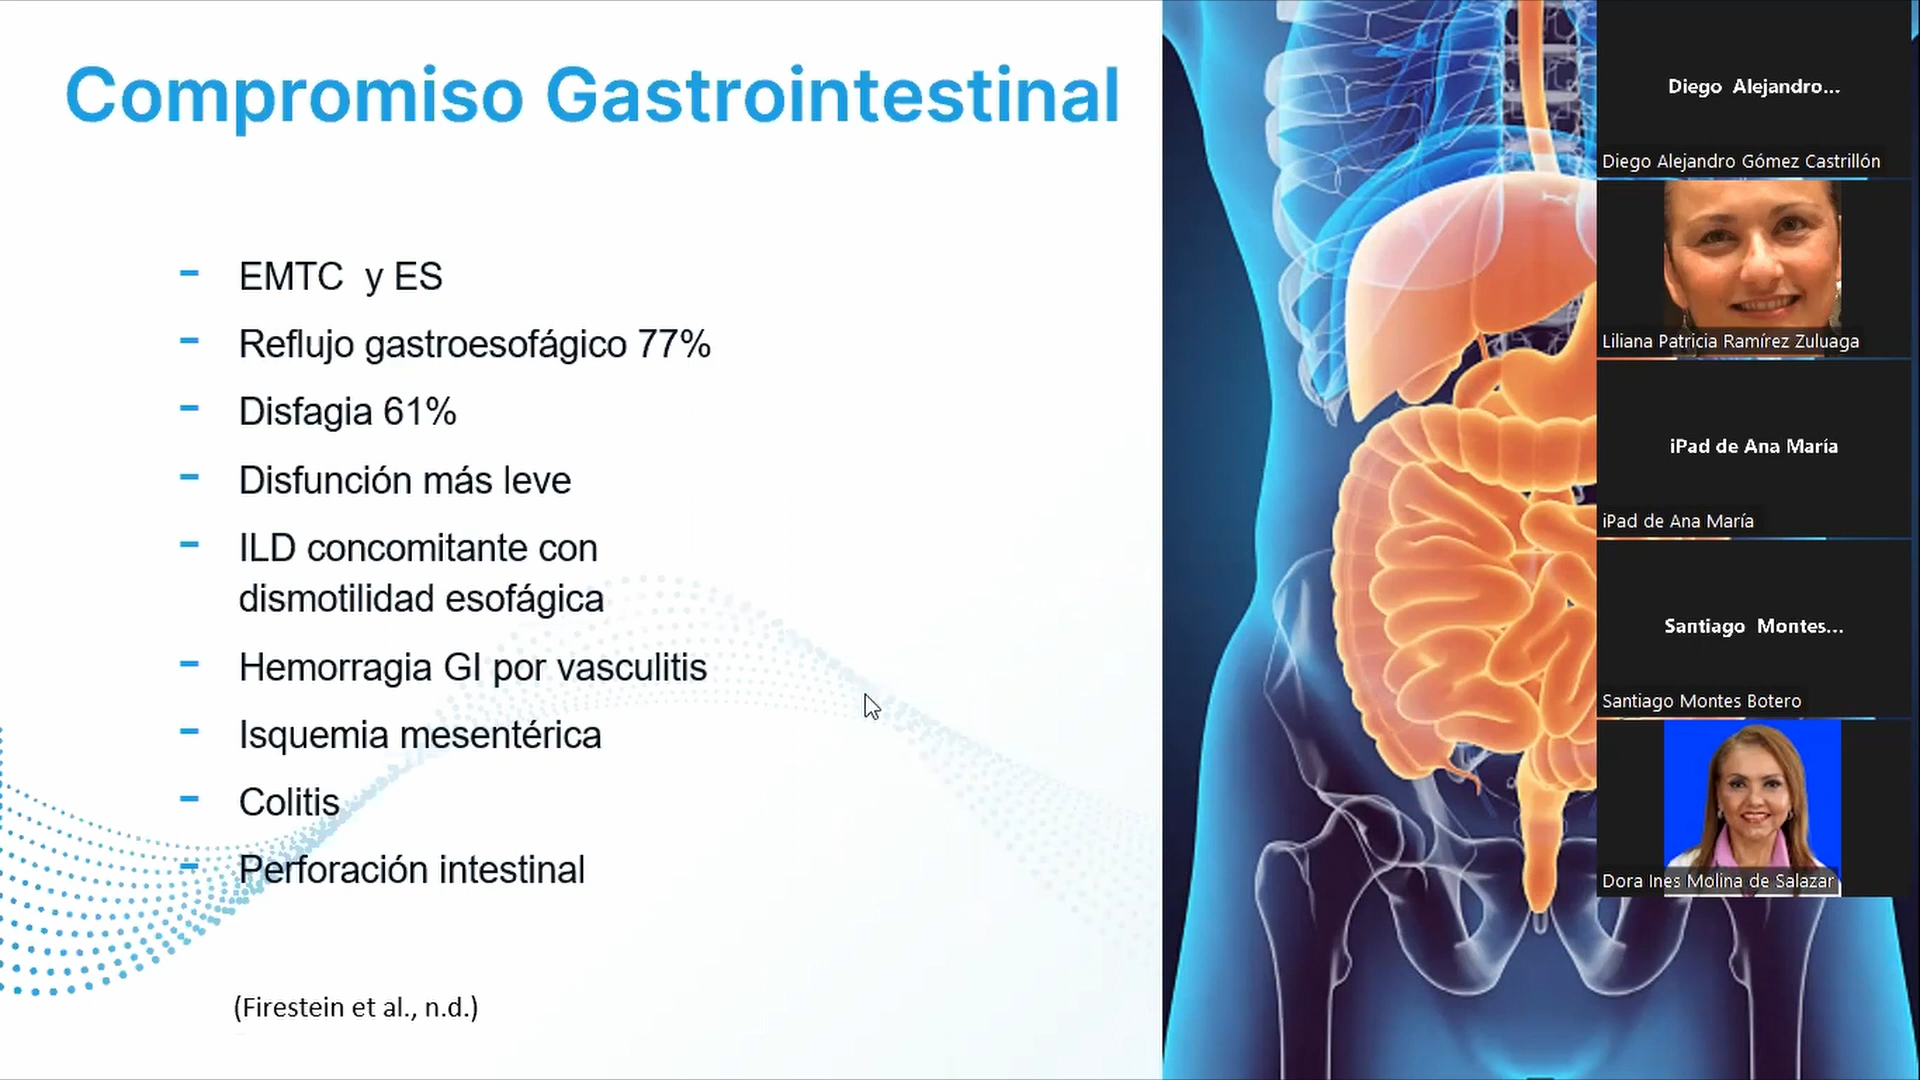 Compromiso Gastrointestinal
- EMTC y ES
- Reflujo gastroesofágico 77%
- Disfagia 61%
- Disfunción más leve
- ILD concomitante con
dismotilidad esofágica
- Hemorragia GI por vasculitis
- Isquemia mesentérica
- Colitis
- Perforación intestinal
(Firestein et al., n.d.)
Diego Alejandro...
Diego Alejandro Gómez Castrillón
Liliana Patricia Ramírez Zuluaga
iPad de Ana María
iPad de Ana María
Santiago Montes...
Santiago Montes Botero
Dora Ines Molina de Salazar